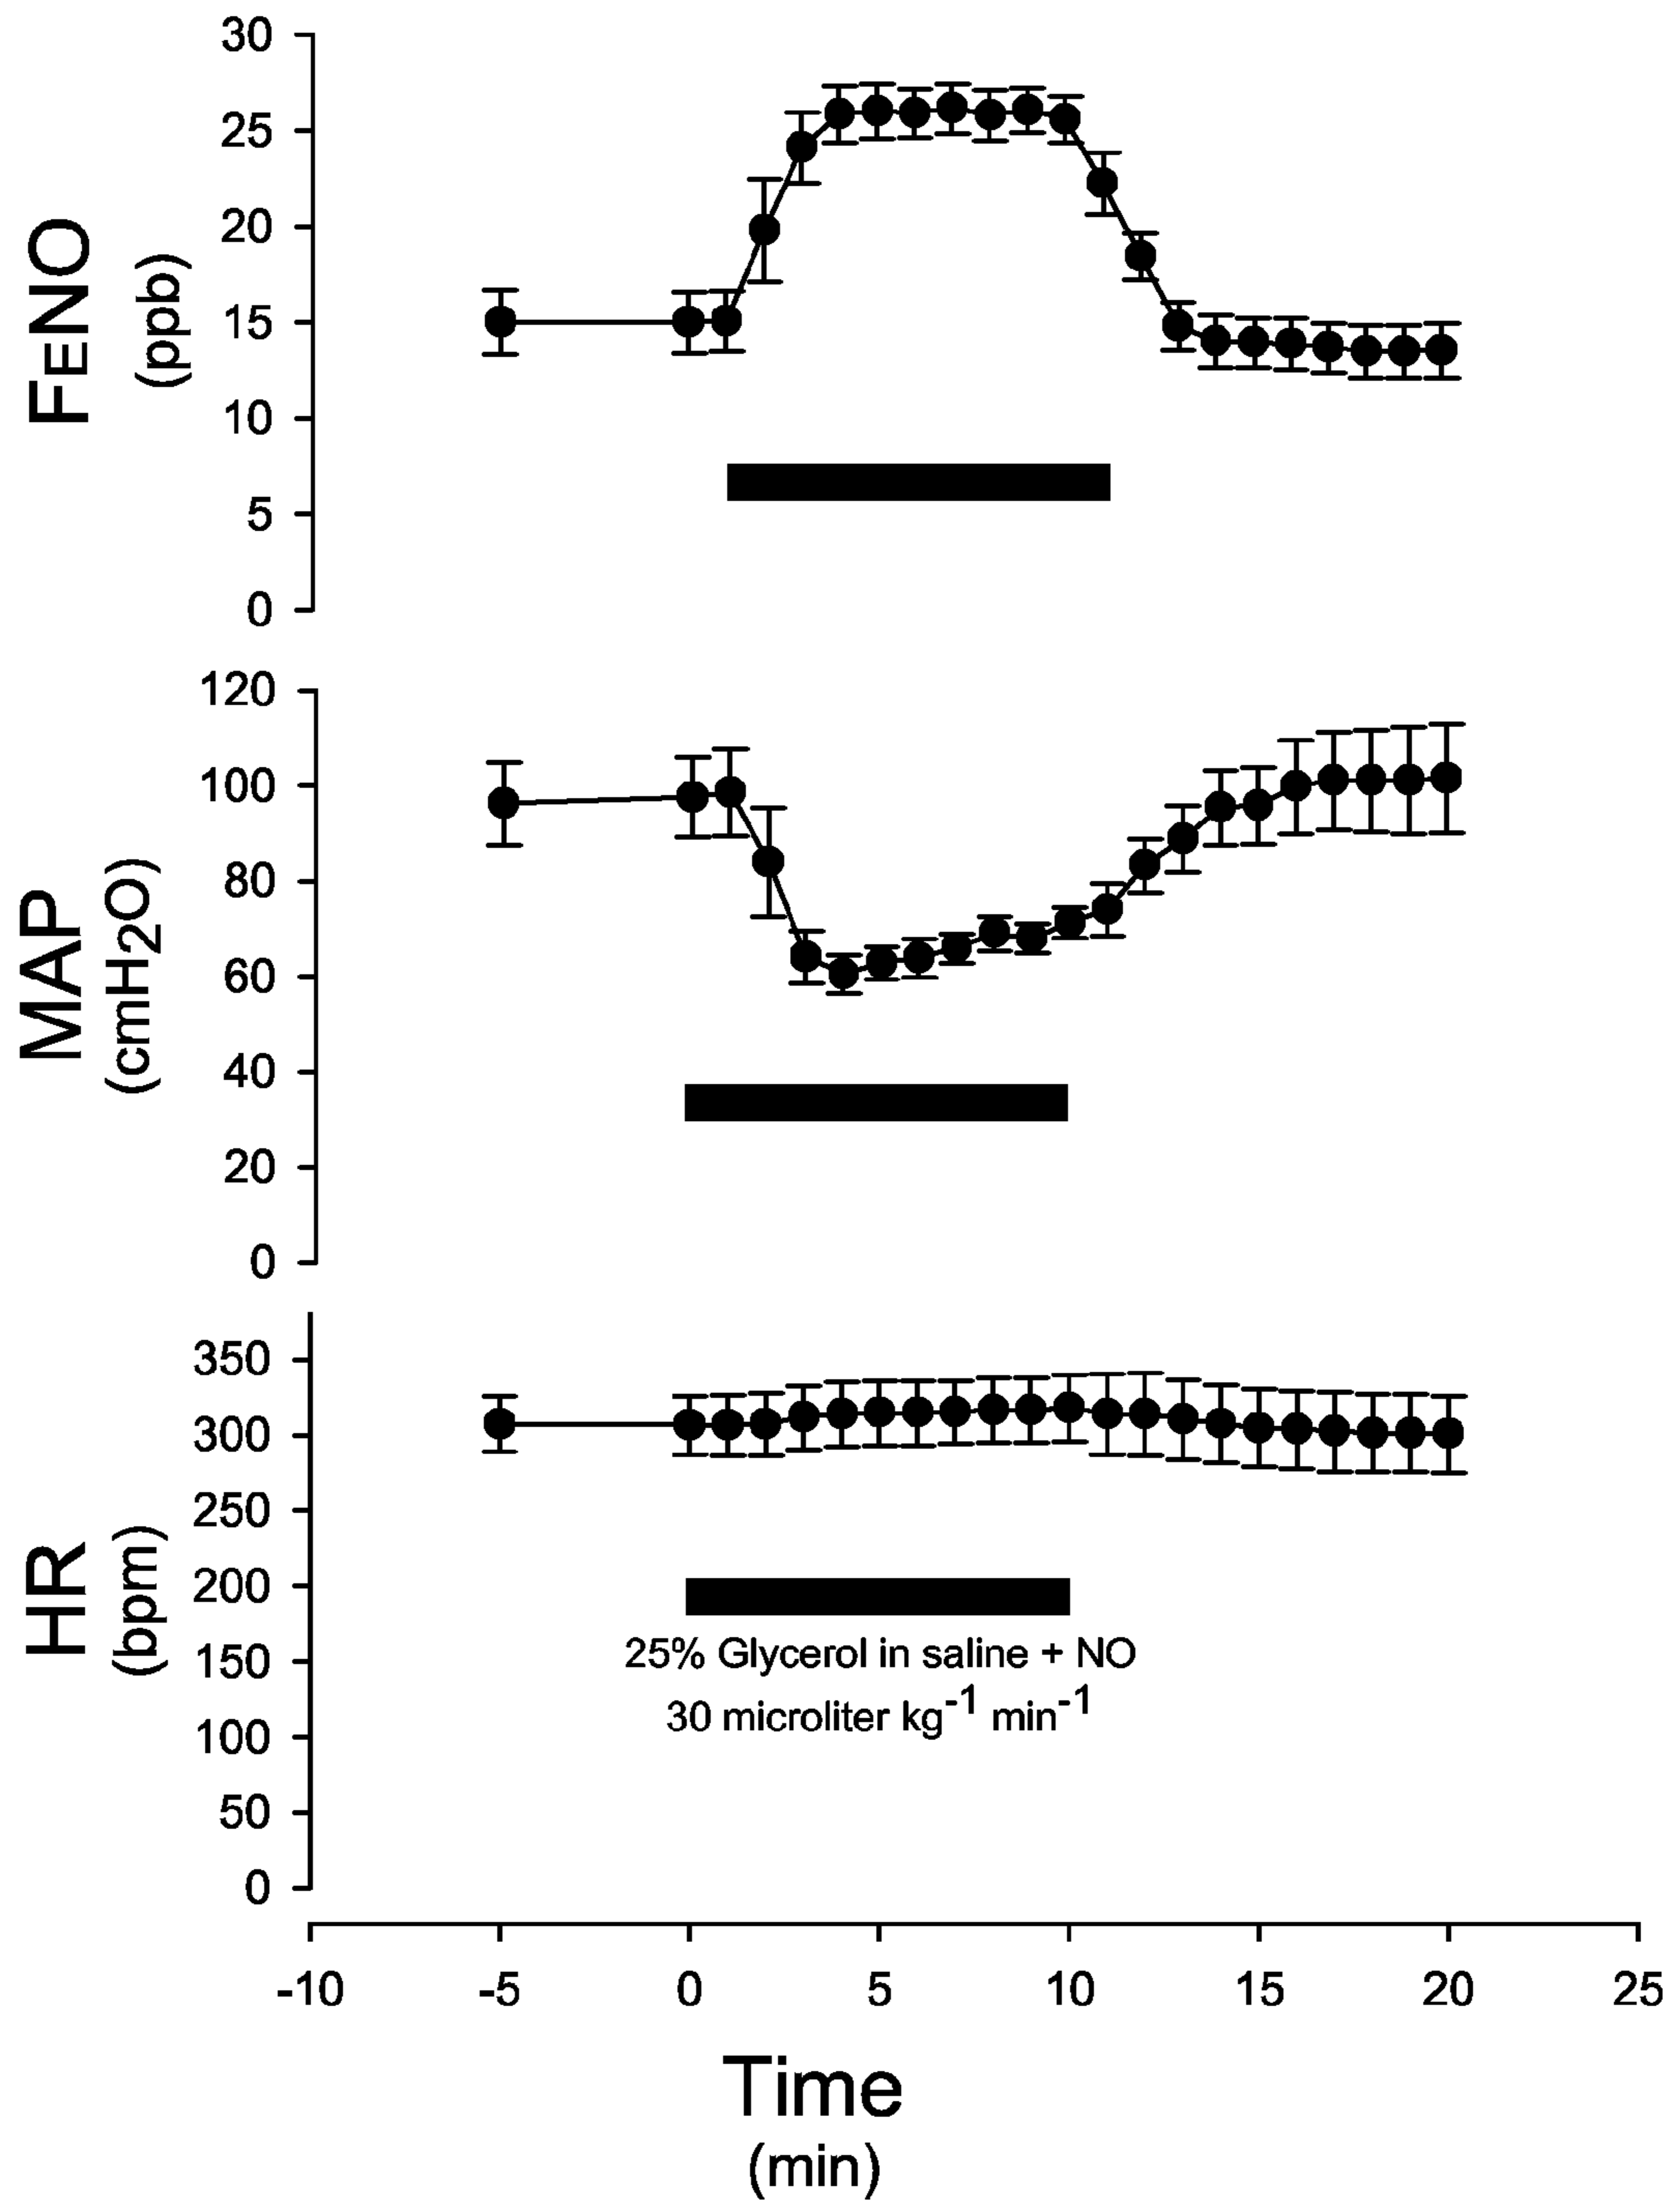 FENO
(ppb)
30
25
20
15
10
5
0
MAP
(cmH2O)
120
100
80
60
40
20
0
HR
(bpm)
350
300
250
200
150
100
50
0
25% Glycerol in saline + NO
30 microliter kg-1 min-1
-10 -5 0 5 10 15 20 25
Time
(min)